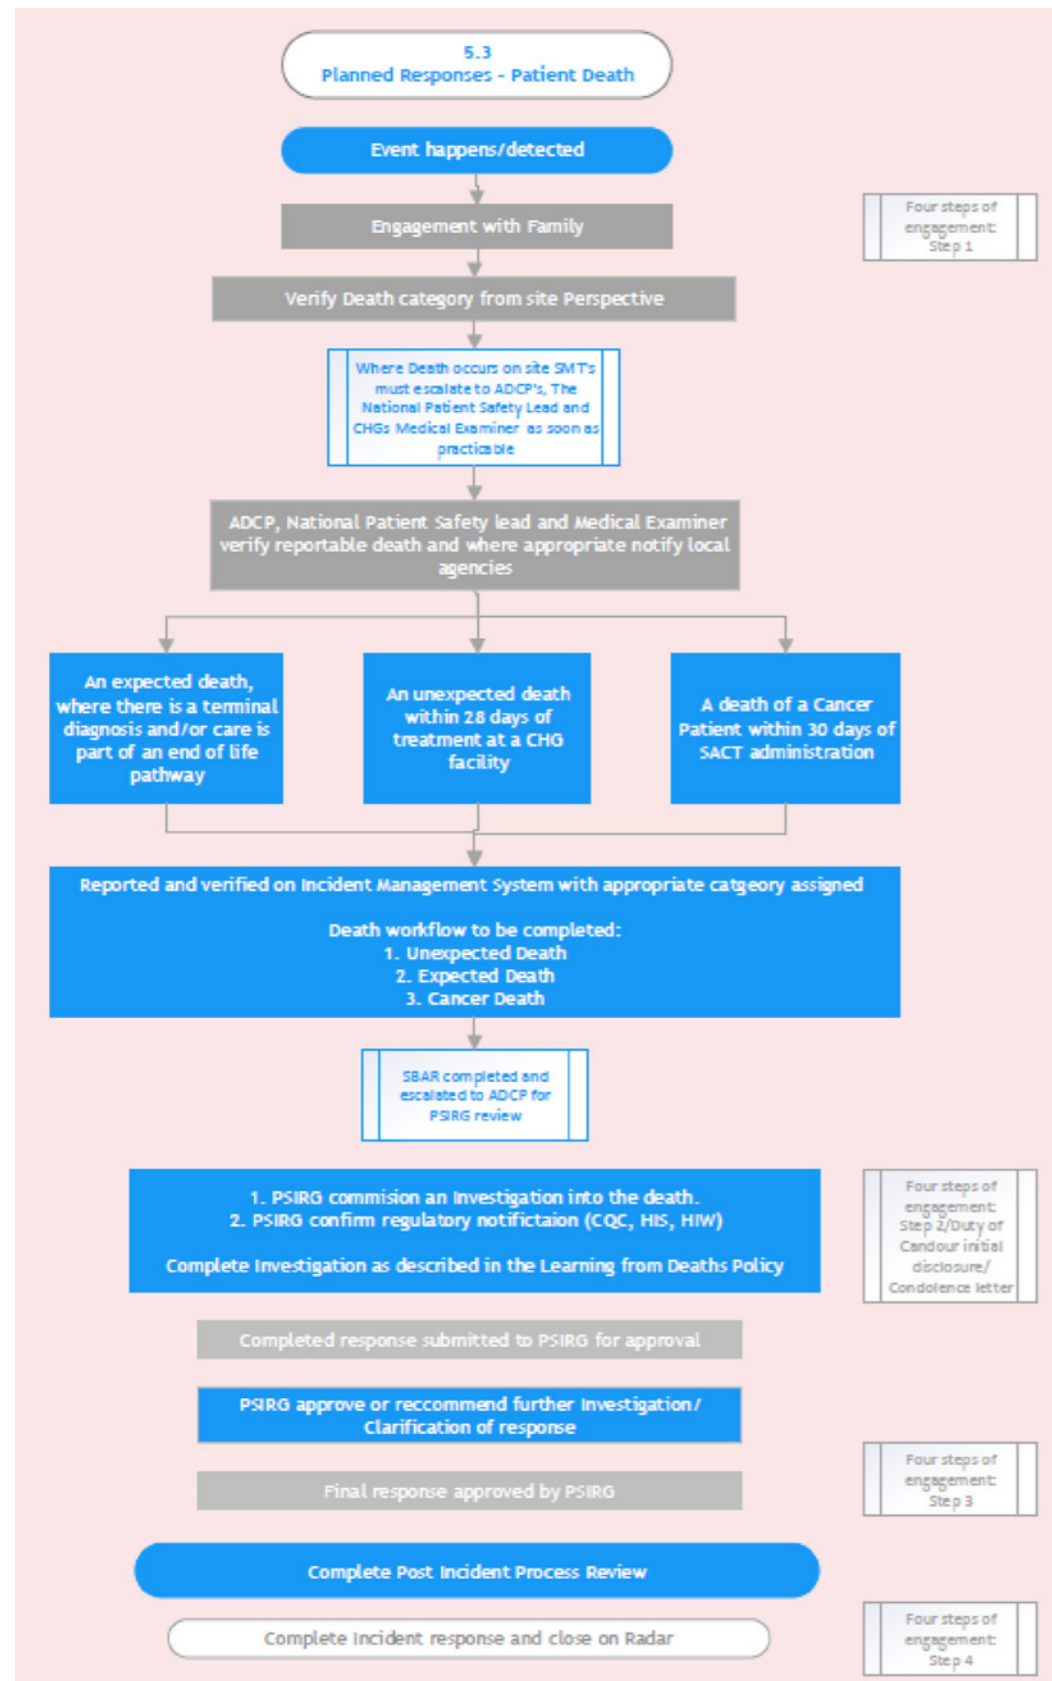 5.3
Planned Responses - Patient Death
Event happens/detected
Engagement with Family
Four steps of
engagement:
Step 1
Verify Death category from site Perspective
Where Death occurs on site SMT's
must escalate to ADCP's, The
National Patient Safety Lead and
CHGs Medical Examiner as soon as
practicable
ADCP, National Patient Safety lead and Medical Examiner
verify reportable death and where appropriate notify local
agencies
An expected death,
where there is a terminal
diagnosis and/or care is
part of an end of life
pathway
An unexpected death
within 28 days of
treatment at a CHG
facility
A death of a Cancer
Patient within 30 days of
SACT administration
Reported and verified on Incident Management System with appropriate catgeory assigned
Death workflow to be completed:
1. Unexpected Death
2. Expected Death
3. Cancer Death
SBAR completed and
escalated to ADCP for
PSIRG review
1. PSIRG commision an Investigation into the death.
2. PSIRG confirm regulatory notifictaion (CQC, HIS, HIW)
Complete Investigation as described in the Learning from Deaths Policy
Four steps of
engagement:
Step 2/Duty of
Candour initial
disclosure/
Condolence letter
Completed response submitted to PSIRG for approval
PSIRG approve or reccommend further Investigation/
Clarification of response
Final response approved by PSIRG
Four steps of
engagement:
Step 3
Complete Post Incident Process Review
Complete Incident response and close on Radar
Four steps of
engagement:
Step 4